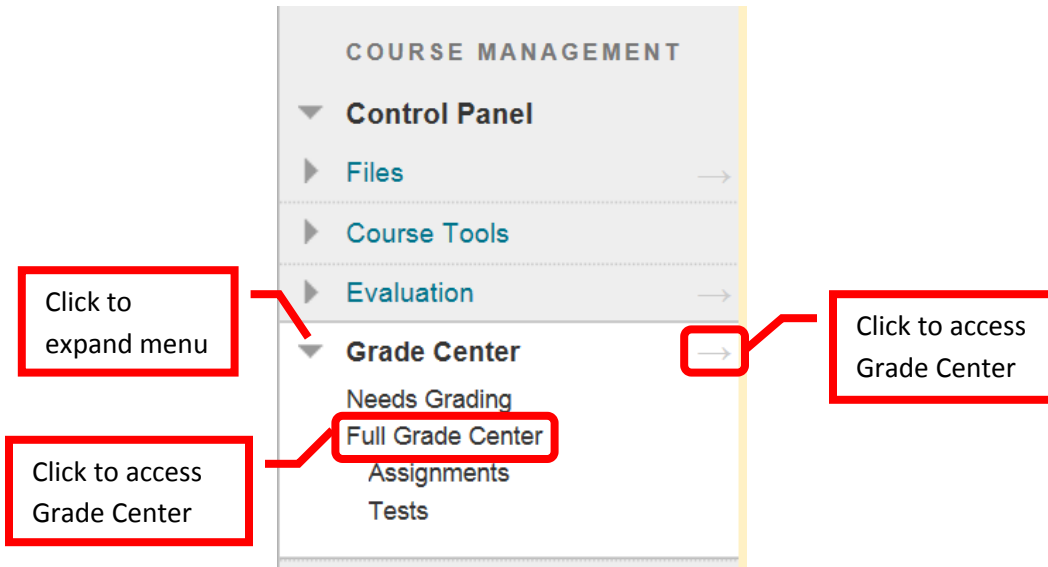 COURSE MANAGEMENT
Control Panel
Files
Course Tools
Evaluation
Click to
expand menu
Grade Center
Click to access
Grade Center
Needs Grading
Full Grade Center
Click to access
Grade Center
Assignments
Tests